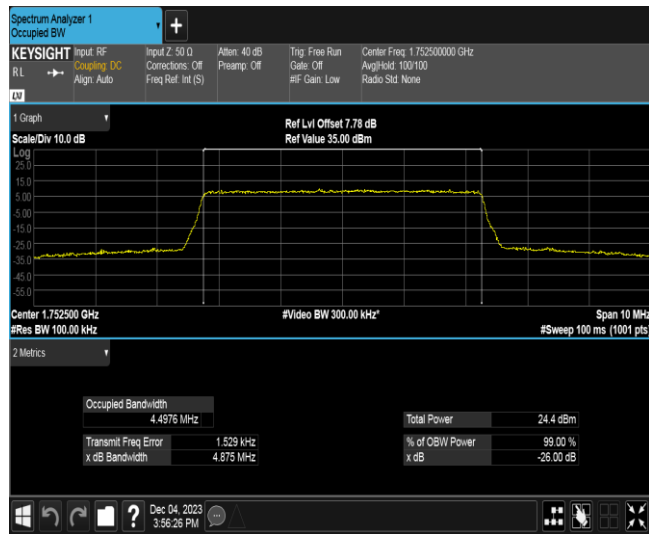 Spectrum Analyzer 1
Occupied BW
+
KEYSIGHT Input: RF Input Z: 50 Ω Atten: 40 dB Trig: Free Run Center Freq: 1.752500000 GHz
RL Coupling: DC Corrections: Off Preamp: Off Gate: Off Avg|Hold: 100/100
Align: Auto Freq Ref: Int (S) #IF Gain: Low Radio Std: None
LXI
1 Graph
Ref Lvl Offset 7.78 dB
Scale/Div 10.0 dB Ref Value 35.00 dBm
Log
25.0
15.0
5.00
-5.00
-15.0
-25.0
-35.0
-45.0
-55.0
Center 1.752500 GHz #Video BW 300.00 kHz* Span 10 MHz
#Res BW 100.00 kHz #Sweep 100 ms (1001 pts)
2 Metrics
Occupied Bandwidth
4.4976 MHz Total Power 24.4 dBm
Transmit Freq Error 1.529 kHz % of OBW Power 99.00 %
x dB Bandwidth 4.875 MHz x dB -26.00 dB
? Dec 04, 2023
3:56:26 PM